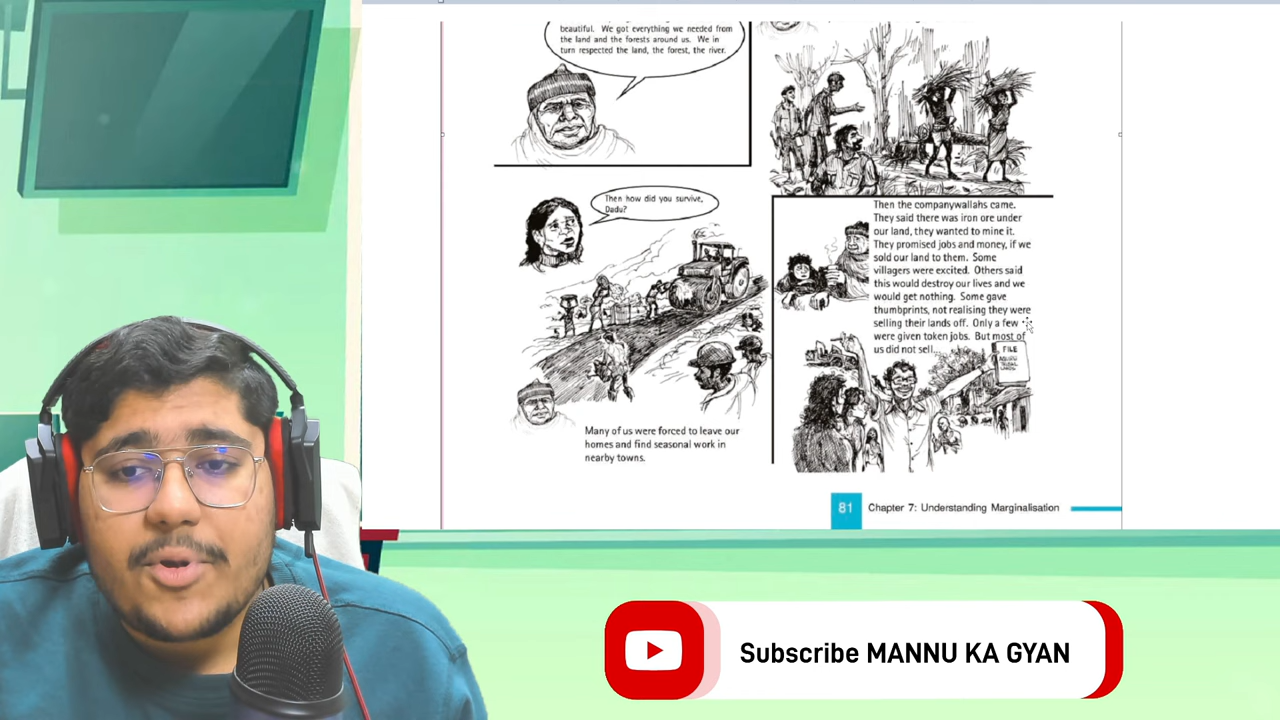 beautiful. We got everything we needed from
the land and the forests around us. We in
turn respected the land, the forest, the river.
Then how did you survive,
Dadu?
Many of us were forced to leave our
homes and find seasonal work in
nearby towns.
Then the companywallahs came.
They said there was iron ore under
our land, they wanted to mine it.
They promised jobs and money, if we
sold our land to them. Some
villagers were excited. Others said
this would destroy our lives and we
would get nothing. Some gave
thumbprints, not realising they were
selling their lands off. Only a few
were given token jobs. But most of
us did not sell...
FILE
TRIBAL
81 Chapter 7: Understanding Marginalisation
Subscribe MANNU KA GYAN